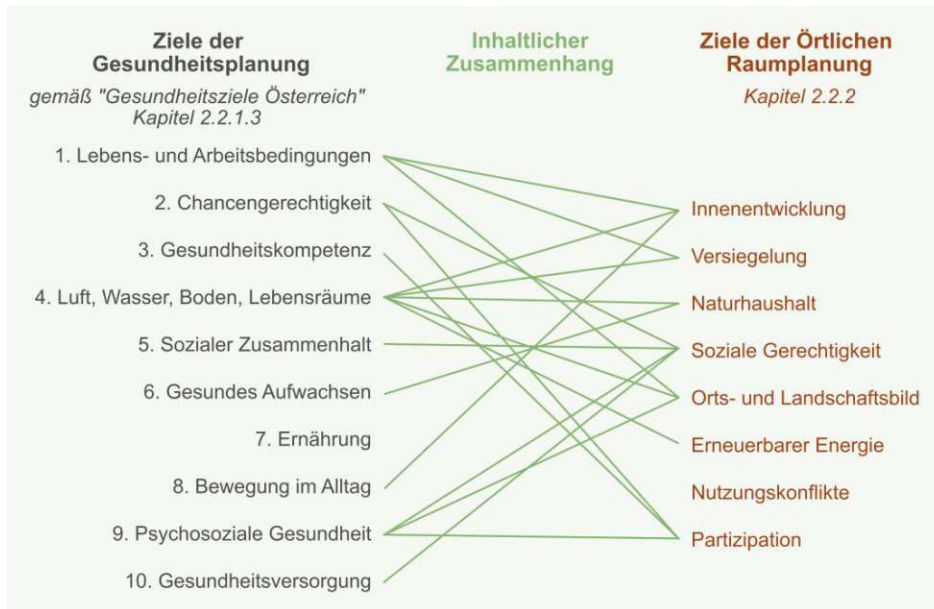 Ziele der
Gesundheitsplanung
gemäß "Gesundheitsziele Österreich"
Kapitel 2.2.1.3
1. Lebens- und Arbeitsbedingungen
2. Chancengerechtigkeit
3. Gesundheitskompetenz
4. Luft, Wasser, Boden, Lebensräume
5. Sozialer Zusammenhalt
6. Gesundes Aufwachsen
7. Ernährung
8. Bewegung im Alltag
9. Psychosoziale Gesundheit
10. Gesundheitsversorgung
Inhaltlicher
Zusammenhang
Ziele der Örtlichen
Raumplanung
Kapitel 2.2.2
Innenentwicklung
Versiegelung
Naturhaushalt
Soziale Gerechtigkeit
Orts- und Landschaftsbild
Erneuerbarer Energie
Nutzungskonflikte
Partizipation